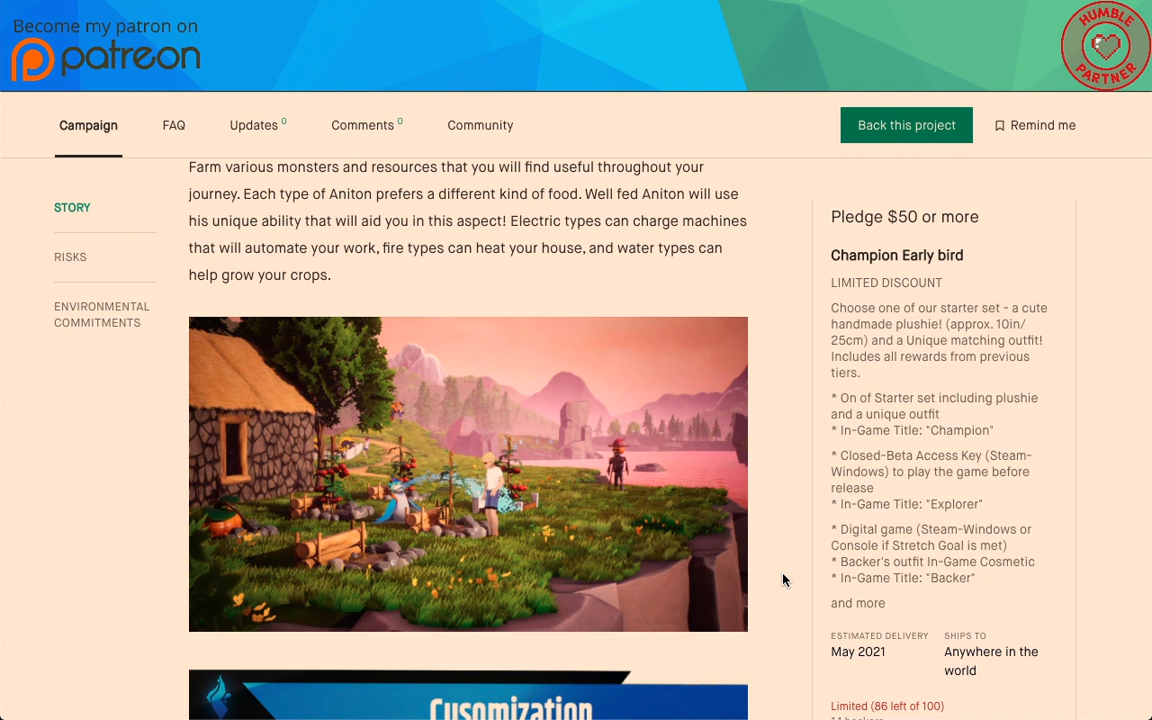 Become my patron on
patreon
HUMBLE
PARTNER
Campaign
FAQ
Updates 0
Comments 0
Community
Back this project
Remind me
STORY
RISKS
ENVIRONMENTAL
COMMITMENTS
Farm various monsters and resources that you will find useful throughout your
journey. Each type of Aniton prefers a different kind of food. Well fed Aniton will use
his unique ability that will aid you in this aspect! Electric types can charge machines
that will automate your work, fire types can heat your house, and water types can
help grow your crops.
Cusomization
Pledge $50 or more
Champion Early bird
LIMITED DISCOUNT
Choose one of our starter set - a cute
handmade plushie! (approx. 10in/
25cm) and a Unique matching outfit!
Includes all rewards from previous
tiers.
* On of Starter set including plushie
and a unique outfit
* In-Game Title: "Champion"
* Closed-Beta Access Key (Steam-
Windows) to play the game before
release
* In-Game Title: "Explorer"
* Digital game (Steam-Windows or
Console if Stretch Goal is met)
* Backer's outfit In-Game Cosmetic
* In-Game Title: "Backer"
and more
ESTIMATED DELIVERY
May 2021
SHIPS TO
Anywhere in the
world
Limited (86 left of 100)
14 backers